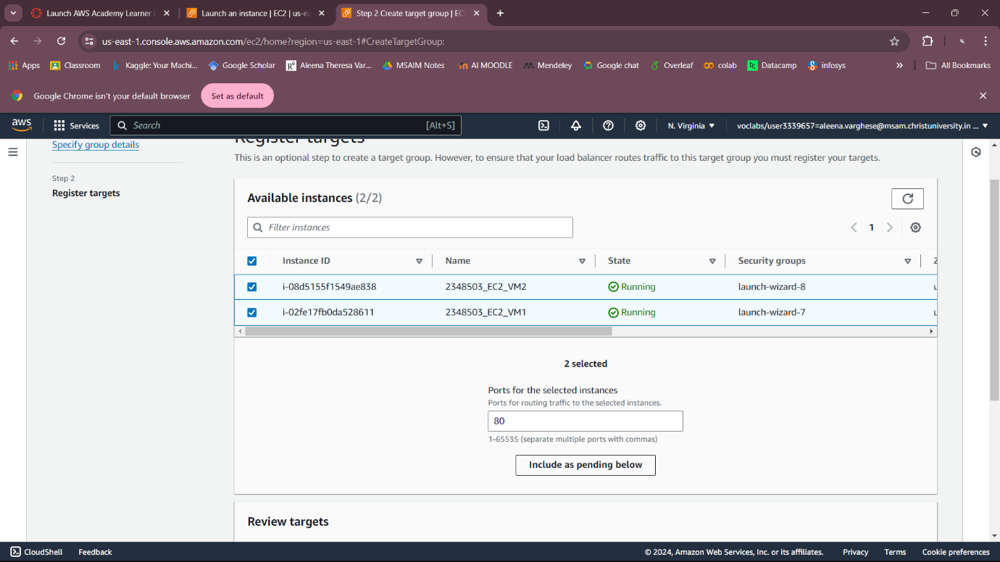 Launch AWS Academy Learner
Launch an instance | EC2 | us-ea
Step 2 Create target group | EC
us-east-1.console.aws.amazon.com/ec2/home?region=us-east-1#CreateTargetGroup:
Apps Classroom Kaggle: Your Machi... Google Scholar Aleena Theresa Var... MSAIM Notes AI MOODLE Mendeley Google chat Overleaf colab Datacamp infosys All Bookmarks
Google Chrome isn't your default browser Set as default
aws Services Search [Alt+S] N. Virginia voclabs/user3339657=aleena.varghese@msam.christuniversity.in ...
Specify group details
Step 2
Register targets
Register targets
This is an optional step to create a target group. However, to ensure that your load balancer routes traffic to this target group you must register your targets.
Available instances (2/2)
Filter instances 1
Instance ID Name State Security groups
i-08d5155f1549ae838 2348503_EC2_VM2 Running launch-wizard-8
i-02fe17fb0da528611 2348503_EC2_VM1 Running launch-wizard-7
2 selected
Ports for the selected instances
Ports for routing traffic to the selected instances.
80
1-65535 (separate multiple ports with commas)
Include as pending below
Review targets
CloudShell Feedback © 2024, Amazon Web Services, Inc. or its affiliates. Privacy Terms Cookie preferences